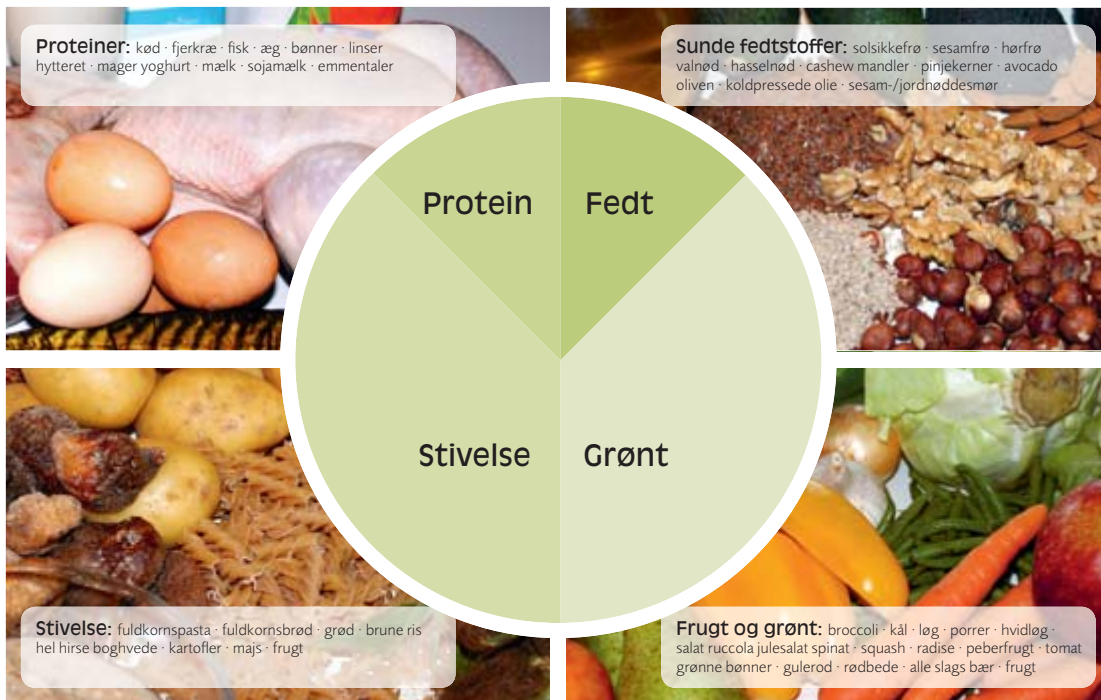 Proteiner: kød · fjerkræ · fisk · æg · bønner · linser
hytteret · mager yoghurt · mælk · sojamælk · emmentaler
Sunde fedtstoffer: solsikkefrø · sesamfrø · hørfrø
valnød · hasselnød · cashew mandler · pinjekerner · avocado
oliven · koldpressede olie · sesam-/jordnøddesmør
Protein
Fedt
Stivelse
Grønt
Stivelse: fuldkornspasta · fuldkornsbrød · grød · brune ris
hel hirse boghvede · kartofler · majs · frugt
Frugt og grønt: broccoli · kål · løg · porrer · hvidløg ·
salat ruccola julesalat spinat · squash · radise · peberfrugt · tomat
grønne bønner · gulerod · rødbede · alle slags bær · frugt